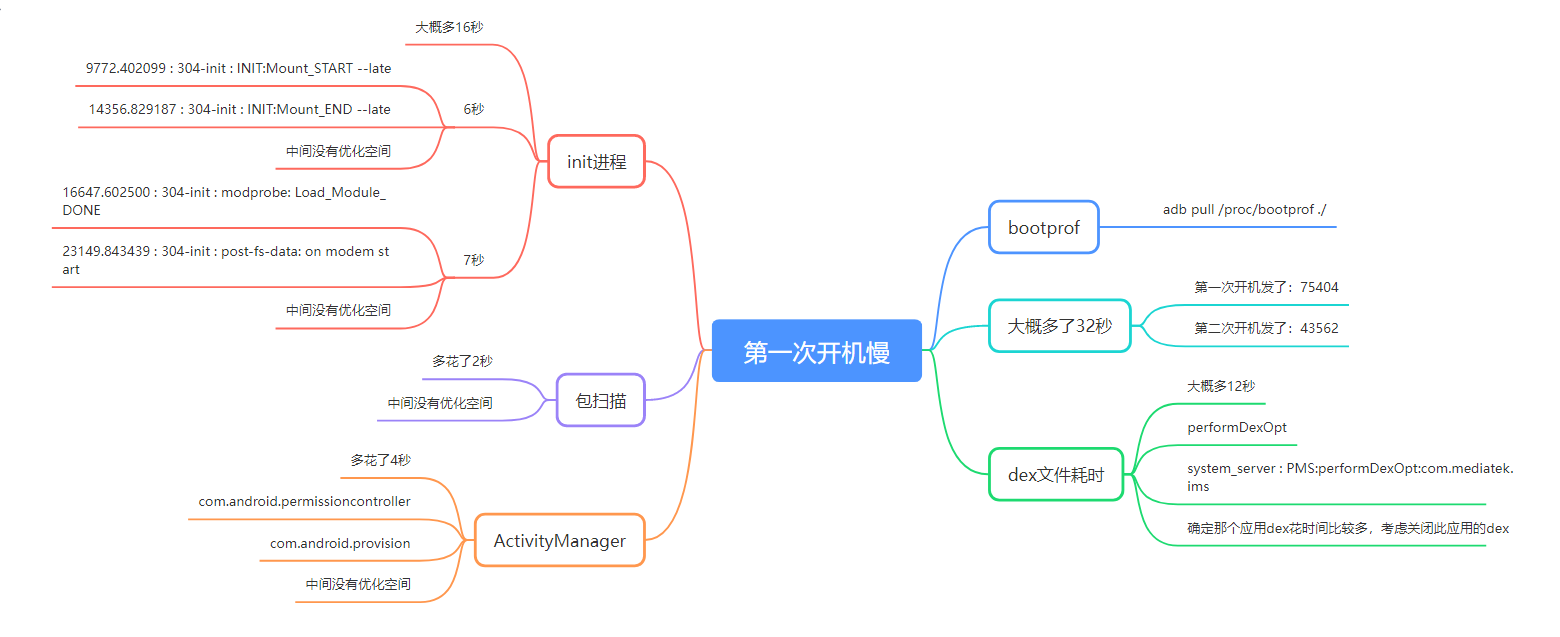 第一次开机慢
bootprof
adb pull /proc/bootprof ./
大概多了32秒
第一次开机发了：75404
第二次开机发了：43562
dex文件耗时
大概多12秒
performDexOpt
system_server : PMS:performDexOpt:com.mediatek.
ims
确定那个应用dex花时间比较多，考虑关闭此应用的dex
init进程
大概多16秒
6秒
9772.402099 : 304-init : INIT:Mount_START --late
14356.829187 : 304-init : INIT:Mount_END --late
中间没有优化空间
7秒
16647.602500 : 304-init : modprobe: Load_Module_
DONE
23149.843439 : 304-init : post-fs-data: on modem st
art
中间没有优化空间
包扫描
多花了2秒
中间没有优化空间
ActivityManager
多花了4秒
com.android.permissioncontroller
com.android.provision
中间没有优化空间